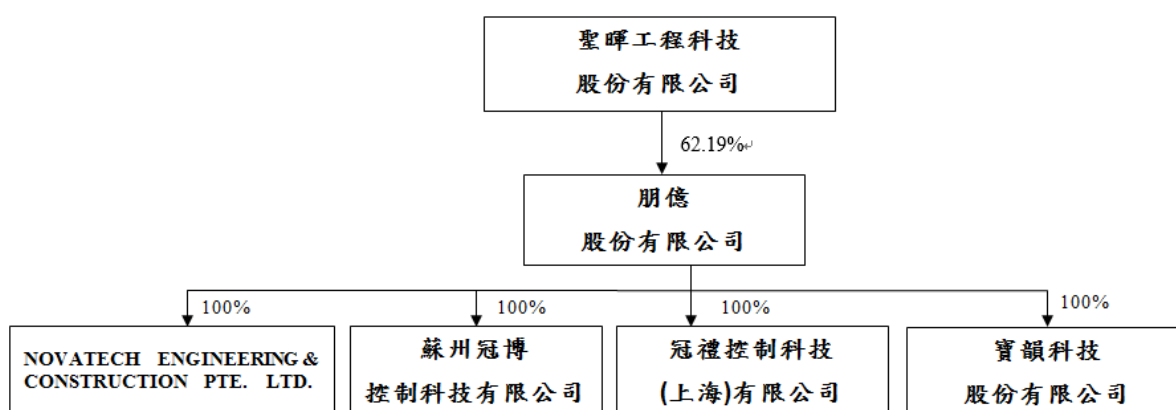 聖暉工程科技
股份有限公司
62.19%↵
朋億
股份有限公司
100%
100%
100%
100%
NOVATECH ENGINEERING &
CONSTRUCTION PTE. LTD.
蘇州冠博
控制科技有限公司
冠禮控制科技
(上海)有限公司
寶韻科技
股份有限公司